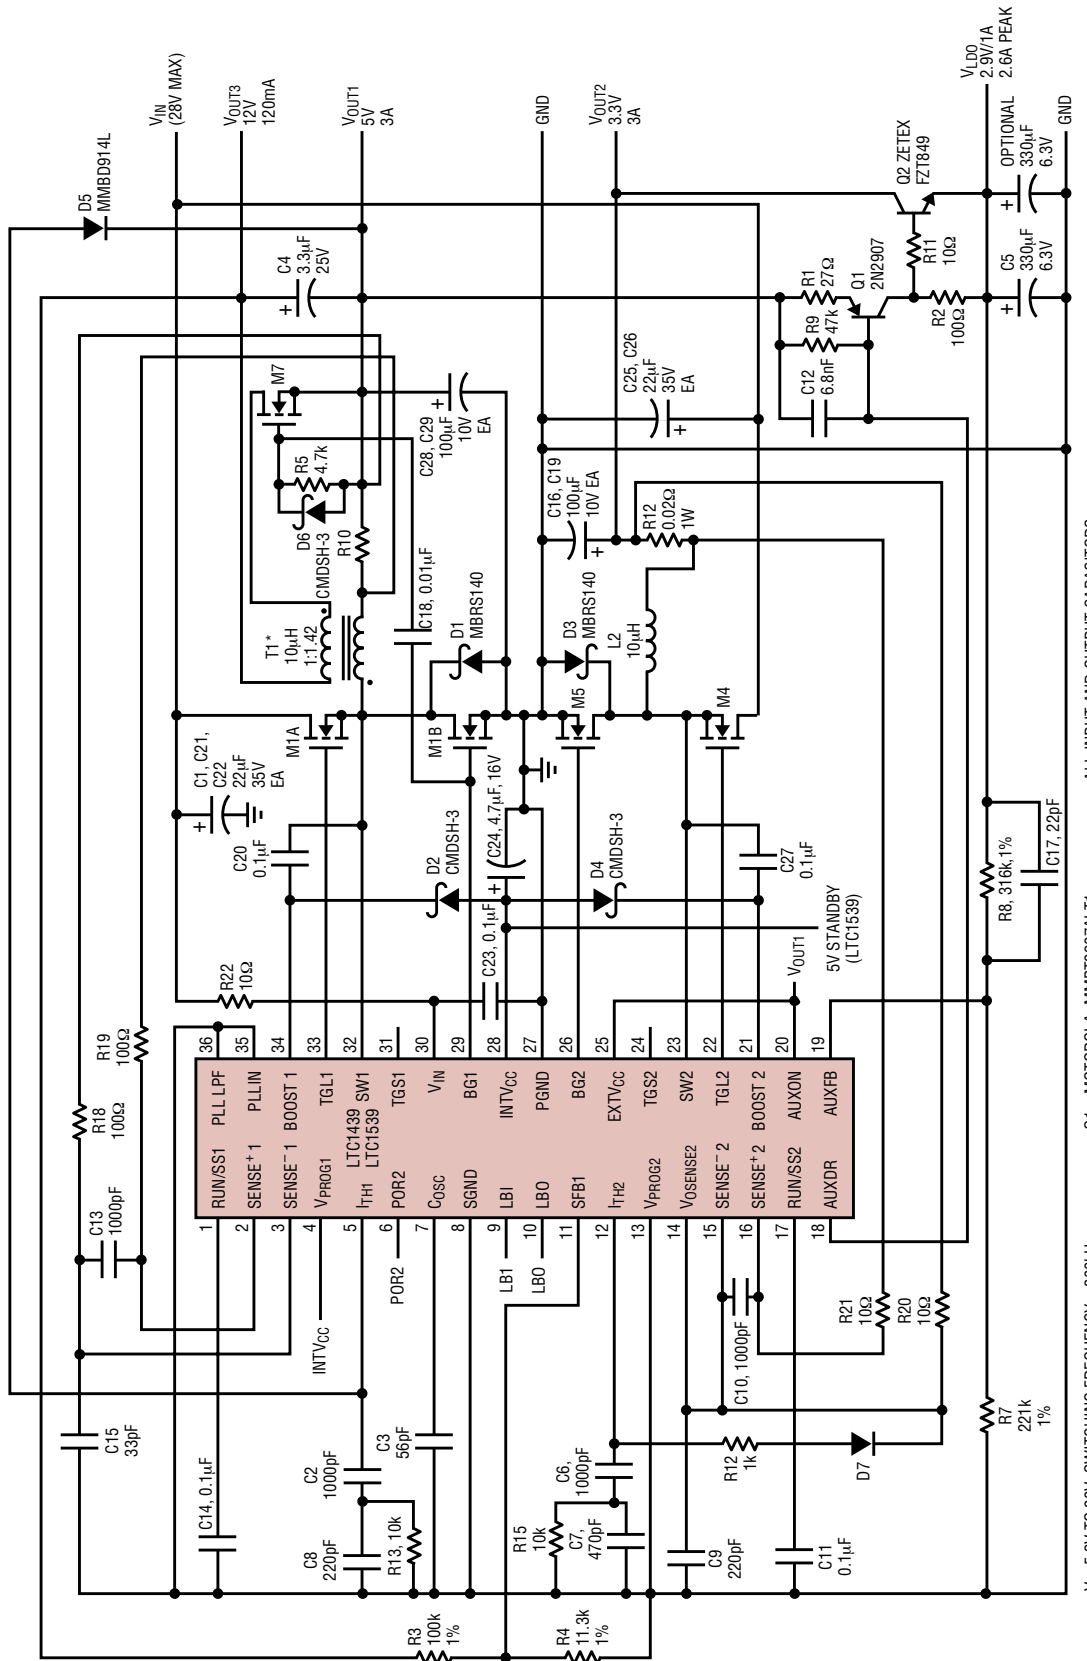 VIN
(28V MAX)
VOUT3
12V
120mA
VOUT1
5V
3A
GND
VOUT2
3.3V
3A
VLDO
2.9V/1A
2.6A PEAK
GND
D5
MMBD914L
C4
3.3µF
25V
+
M7
R5
4.7k
D6
CMDSH-3
R10
T1*
10µH
1:1.42
C28, C29
100µF
10V
EA
+
C18, 0.01µF
D1
MBRS140
C25, C26
22µF
35V
EA
+
C16, C19
100µF
10V EA
+
R12
0.02Ω
1W
D3
MBRS140
L2
10µH
R1
27Ω
R9
47k
C12
6.8nF
Q1
2N2907
R2
100Ω
R11
10Ω
Q2 ZETEX
FZT849
C5
330µF
6.3V
+
OPTIONAL
330µF
6.3V
+
M1A
M1B
M5
M4
C1, C21,
C22
22µF
35V
EA
+
C20
0.1µF
D2
CMDSH-3
C24, 4.7µF, 16V
+
D4
CMDSH-3
C27
0.1µF
C23, 0.1µF
R22
10Ω
VOUT1
5V STANDBY
(LTC1539)
R8, 316k,1%
C17, 22pF
R19
100Ω
R18
100Ω
C13
1000pF
36
35
34
33
32
31
30
29
28
27
26
25
24
23
22
21
20
19
PLL LPF
PLLIN
BOOST 1
TGL1
SW1
TGS1
VIN
BG1
INTVCC
PGND
BG2
EXTVCC
TGS2
SW2
TGL2
BOOST 2
AUXON
AUXFB
LTC1439
LTC1539
RUN/SS1
SENSE+ 1
SENSE– 1
VPROG1
ITH1
POR2
COSC
SGND
LBI
LBO
SFB1
ITH2
VPROG2
VOSENSE2
SENSE– 2
SENSE+ 2
RUN/SS2
AUXDR
1
2
3
4
5
6
7
8
9
10
11
12
13
14
15
16
17
18
INTVCC
POR2
LB1
LBO
C15
33pF
C14, 0.1µF
C2
1000pF
C8
220pF
R13, 10k
C3
56pF
C6,
1000pF
R15
10k
C7,
470pF
C10, 1000pF
R21
10Ω
R20
10Ω
R12
1k
D7
C9
220pF
C11
0.1µF
R7
221k
1%
R3
100k
1%
R4
11.3k
1%